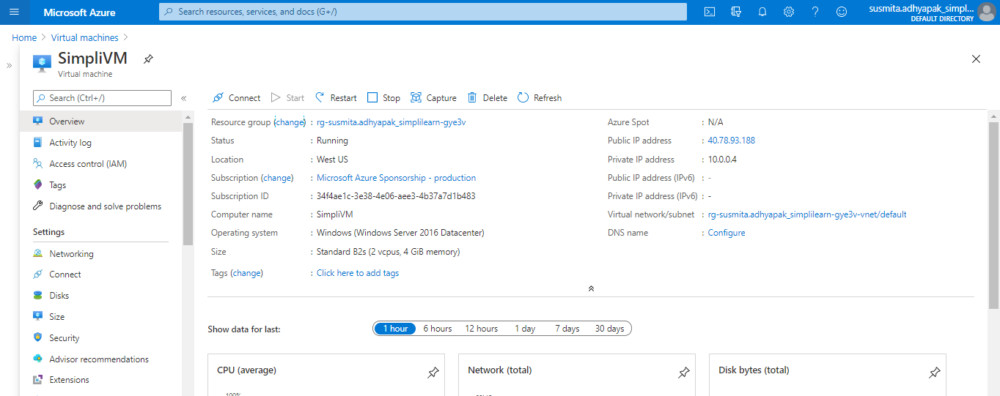 Microsoft Azure
Search resources, services, and docs (G+/)
susmita.adhyapak_simpl...
DEFAULT DIRECTORY
Home > Virtual machines >
SimpliVM
Virtual machine
Search (Ctrl+/)
Overview
Activity log
Access control (IAM)
Tags
Diagnose and solve problems
Settings
Networking
Connect
Disks
Size
Security
Advisor recommendations
Extensions
Connect Start Restart Stop Capture Delete Refresh
Resource group (change) : rg-susmita.adhyapak_simplilearn-gye3v
Status : Running
Location : West US
Subscription (change) : Microsoft Azure Sponsorship - production
Subscription ID : 34f4ae1c-3e38-4e06-aee3-4b37a7d1b483
Computer name : SimpliVM
Operating system : Windows (Windows Server 2016 Datacenter)
Size : Standard B2s (2 vcpus, 4 GiB memory)
Tags (change) : Click here to add tags
Azure Spot : N/A
Public IP address : 40.78.93.188
Private IP address : 10.0.0.4
Public IP address (IPv6) : -
Private IP address (IPv6) : -
Virtual network/subnet : rg-susmita.adhyapak_simplilearn-gye3v-vnet/default
DNS name : Configure
Show data for last: 1 hour 6 hours 12 hours 1 day 7 days 30 days
CPU (average)
100%
Network (total)
Disk bytes (total)